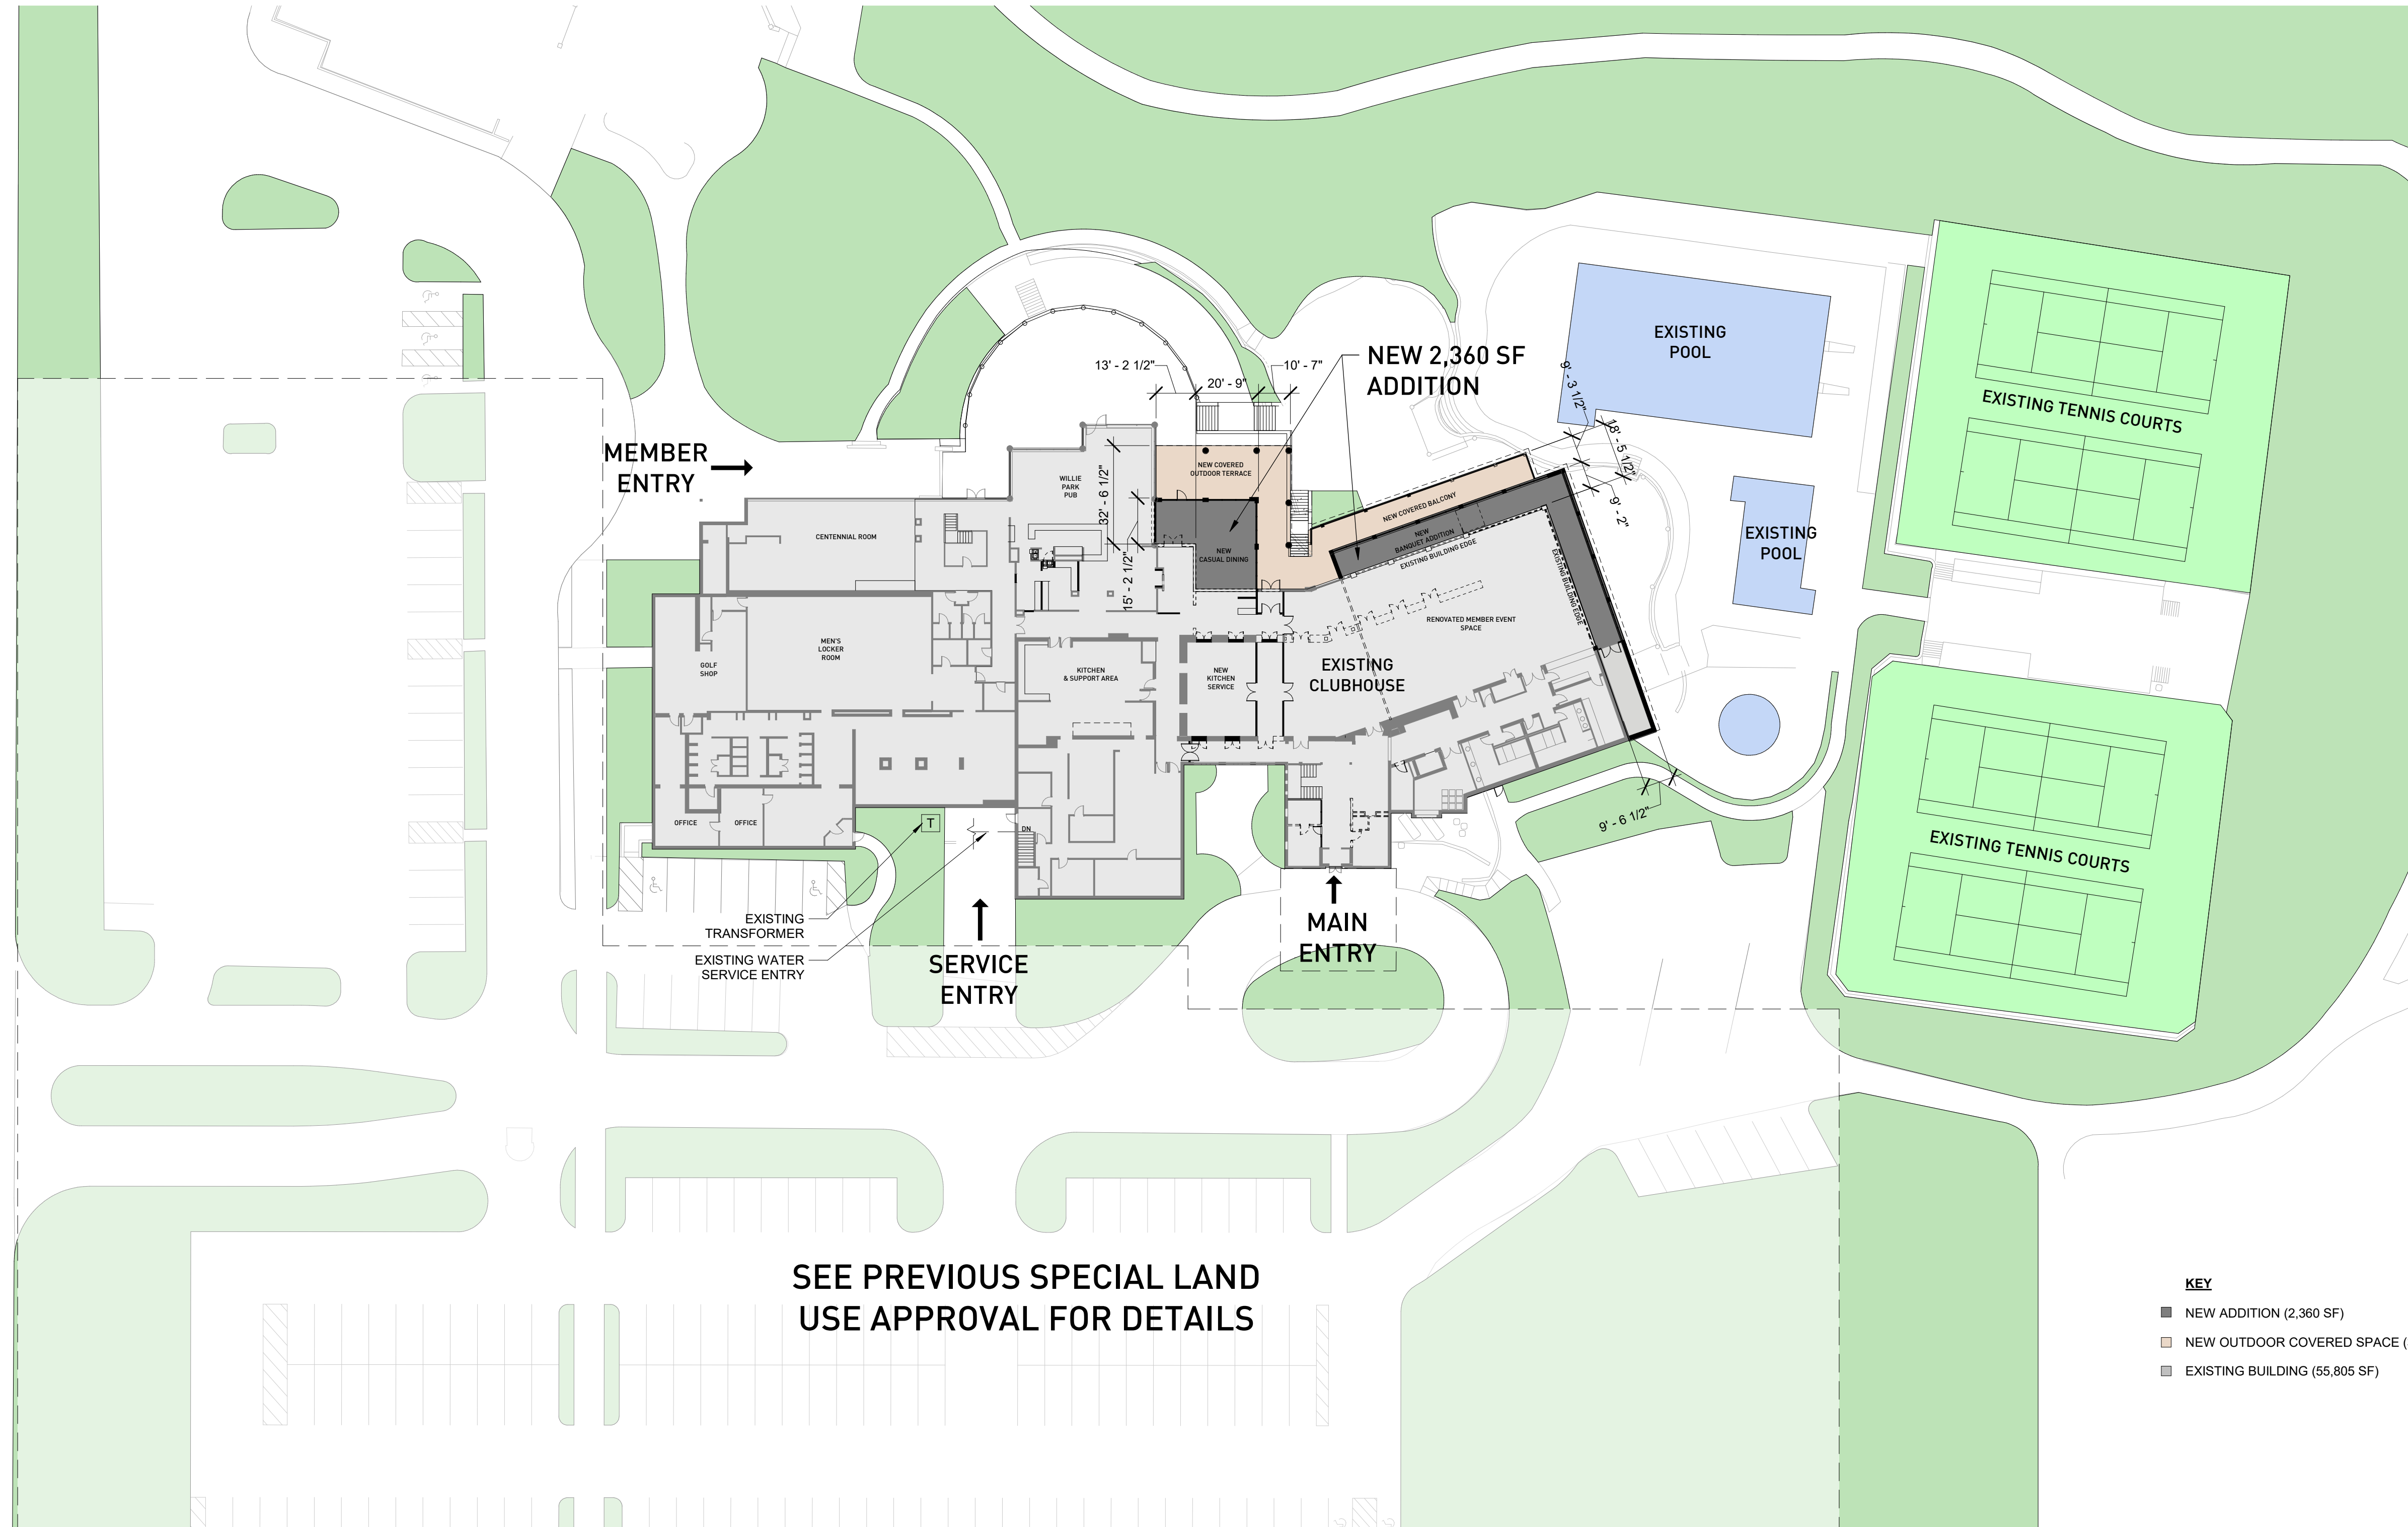 EXISTING
POOL
EXISTING TENNIS COURTS
NEW 2,360 SF
ADDITION
13' - 2 1/2"
20' - 9"
10' - 7"
9' - 3 1/2"
18' - 5 1/2"
9' - 2"
MEMBER
ENTRY
WILLIE
PARK
PUB
32' - 6 1/2"
15' - 2 1/2"
NEW COVERED
OUTDOOR TERRACE
NEW COVERED BALCONY
NEW
BANQUET ADDITION
EXISTING BUILDING EDGE
EXISTING BUILDING EDGE
NEW
CASUAL DINING
CENTENNIAL ROOM
EXISTING
POOL
RENOVATED MEMBER EVENT
SPACE
MEN'S
LOCKER
ROOM
GOLF
SHOP
KITCHEN
& SUPPORT AREA
NEW
KITCHEN
SERVICE
EXISTING
CLUBHOUSE
OFFICE
OFFICE
T
DN
9' - 6 1/2"
EXISTING TENNIS COURTS
EXISTING
TRANSFORMER
EXISTING WATER
SERVICE ENTRY
SERVICE
ENTRY
MAIN
ENTRY
SEE PREVIOUS SPECIAL LAND
USE APPROVAL FOR DETAILS
KEY
NEW ADDITION (2,360 SF)
NEW OUTDOOR COVERED SPACE (
EXISTING BUILDING (55,805 SF)